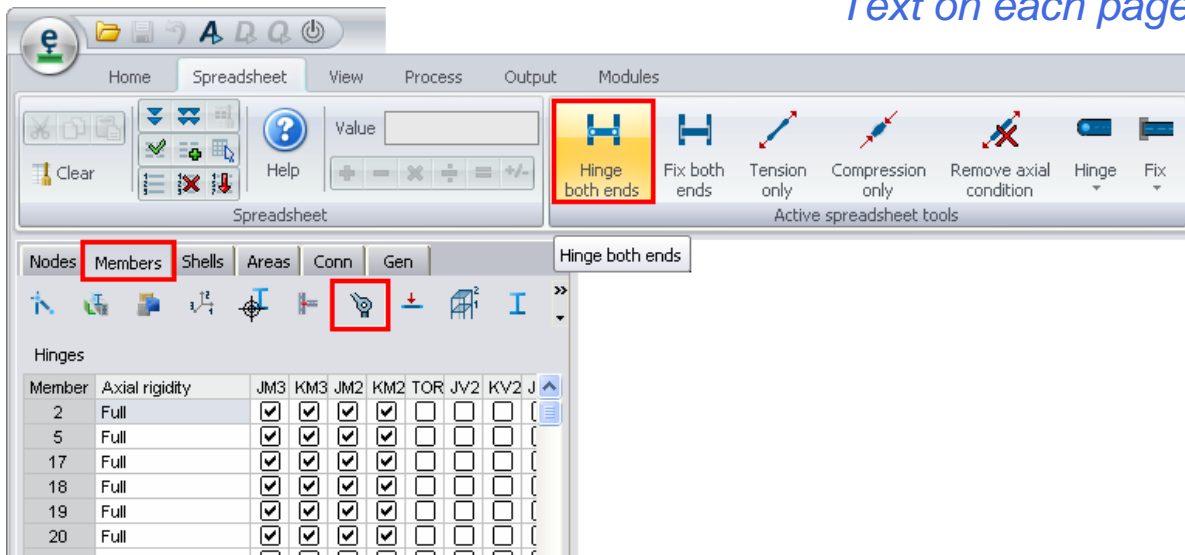 Text on each page
Home Spreadsheet View Process Output Modules
Value
Clear
Help
Hinge both ends
Fix both ends
Tension only
Compression only
Remove axial condition
Hinge
Fix
Spreadsheet
Active spreadsheet tools
Hinge both ends
Nodes Members Shells Areas Conn Gen
Hinges
Member Axial rigidity JM3 KM3 JM2 KM2 TOR JV2 KV2 J
2 Full
5 Full
17 Full
18 Full
19 Full
20 Full